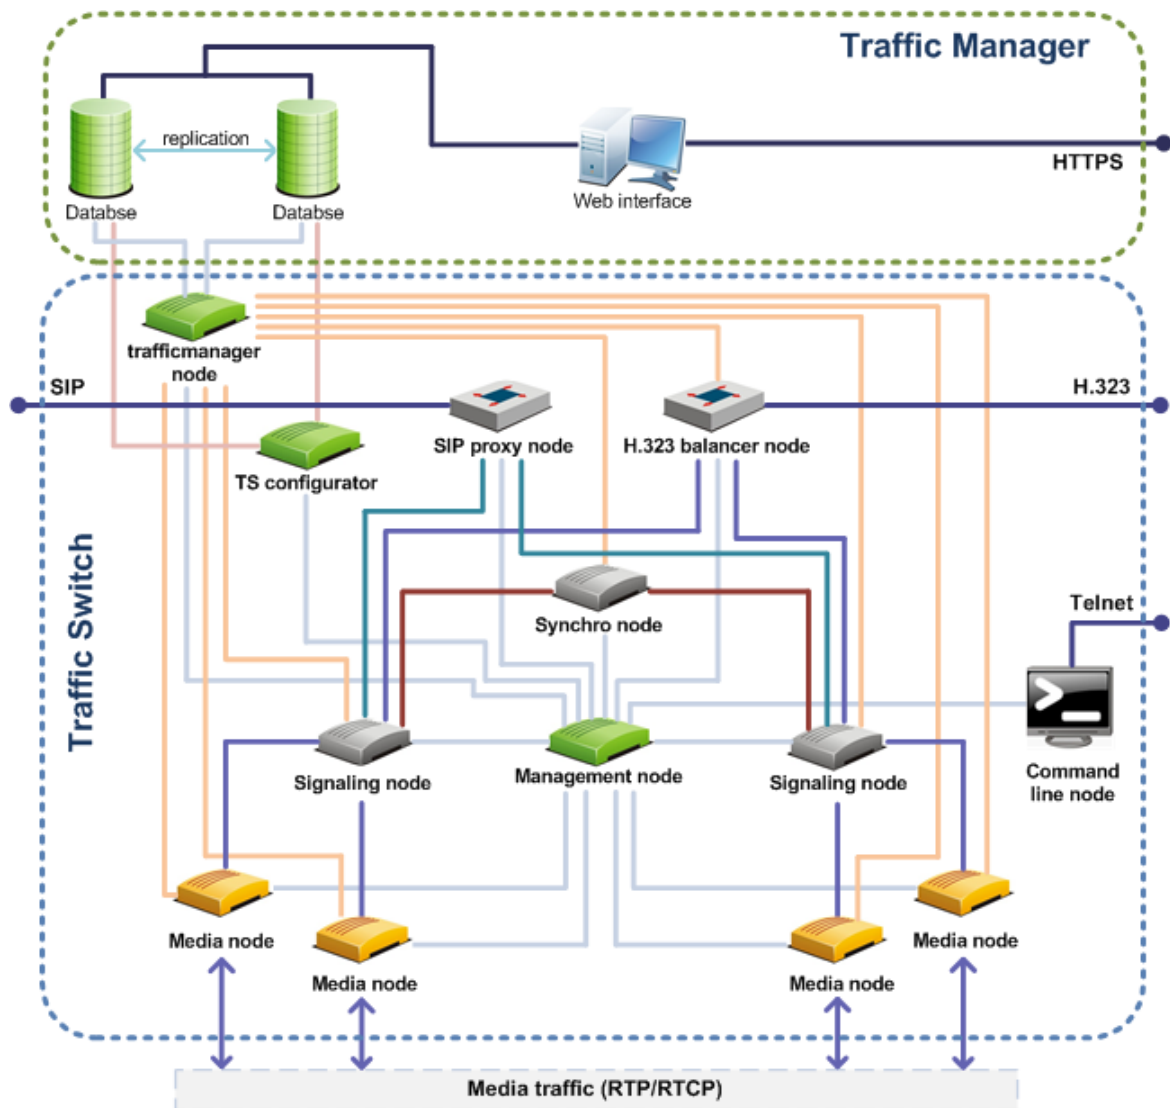 Traffic Manager
replication
HTTPS
Web interface
Databse
Databse
trafficmanager
node
SIP
H.323
SIP proxy node
H.323 balancer node
TS configurator
Traffic Switch
Synchro node
Telnet
Signaling node
Management node
Signaling node
Command
line node
Media node
Media node
Media node
Media node
Media traffic (RTP/RTCP)